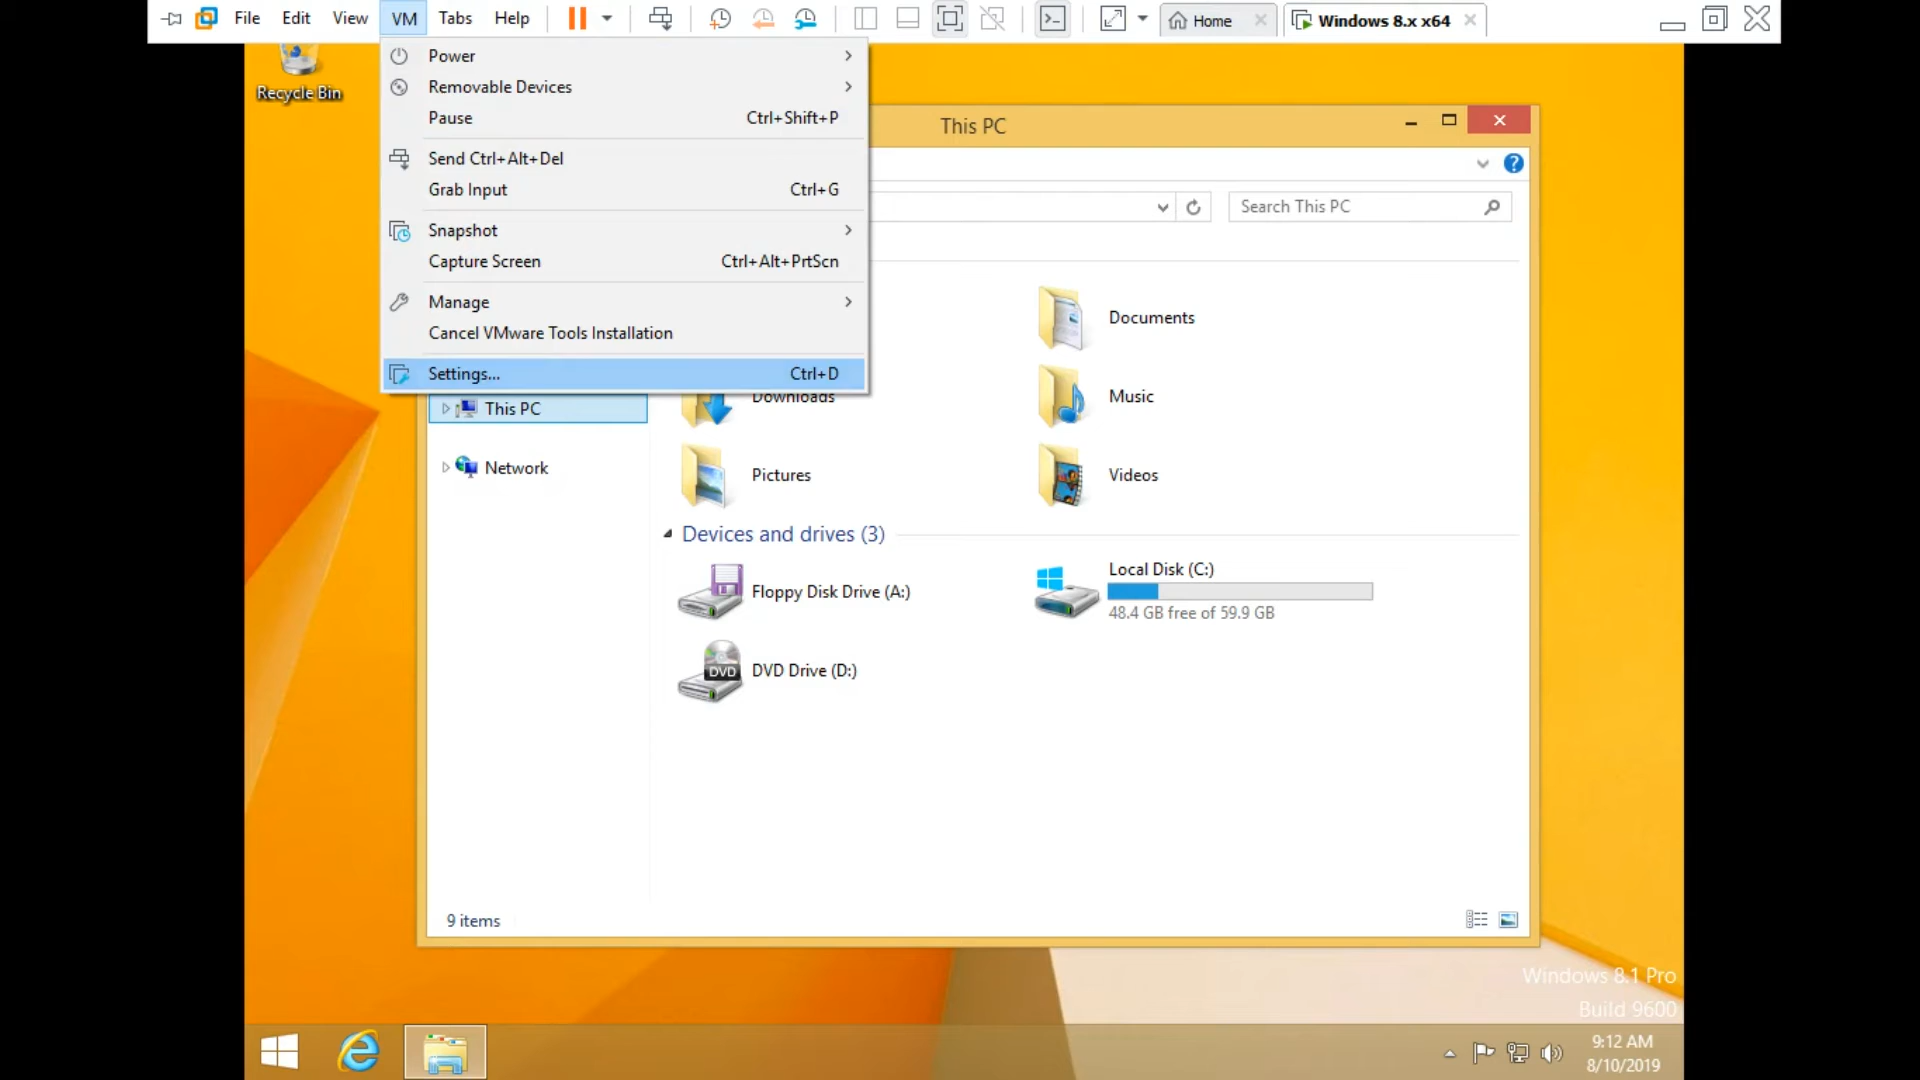 File Edit View VM Tabs Help Home Windows 8.x x64
Recycle Bin
Power
Removable Devices
Pause Ctrl+Shift+P
Send Ctrl+Alt+Del
Grab Input Ctrl+G
Snapshot
Capture Screen Ctrl+Alt+PrtScn
Manage
Cancel VMware Tools Installation
Settings... Ctrl+D
This PC
Search This PC
Documents
Downloads
Music
This PC
Network
Pictures
Videos
Devices and drives (3)
Floppy Disk Drive (A:)
Local Disk (C:)
48.4 GB free of 59.9 GB
DVD
DVD Drive (D:)
9 items
Windows 8.1 Pro
Build 9600
9:12 AM
8/10/2019